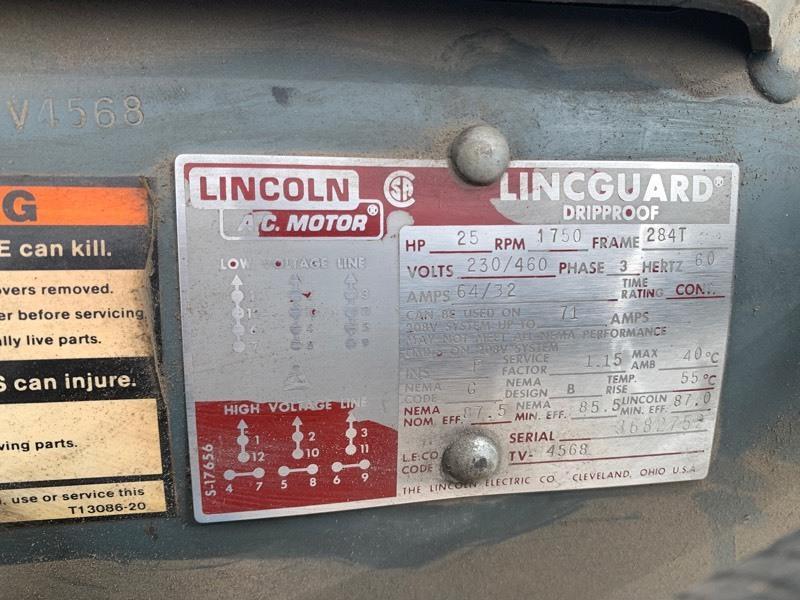 V4568
G
E can kill.
overs removed.
er before servicing
ally live parts.
S can injure.
ving parts.
, use or service this
T13086-20
LINCOLN
A.C. MOTOR®
SA
LINCGUARD®
DRIPPROOF
HP 25 RPM 1750 FRAME 284T
VOLTS 230/460 PHASE 3 HERTZ 60
AMPS 64/32 TIME RATING CONT.
CAN BE USED ON 208V SYSTEM UP TO 71 AMPS
MAY NOT MEET ALL NEMA PERFORMANCE
LIMITS ON 208V SYSTEM
INS F SERVICE FACTOR 1.15 MAX AMB 40°C
NEMA CODE G NEMA DESIGN B TEMP. RISE 55°C
NEMA NOM EFF. 87.5 NEMA MIN. EFF. 85.5 LINCOLN MIN. EFF. 87.0
SERIAL
L.E.CO CODE TV- 4568
THE LINCOLN ELECTRIC CO. CLEVELAND, OHIO U.S.A.
LOW VOLTAGE LINE
HIGH VOLTAGE LINE
1 2 3
12 10 11
4 7 5 8 6 9
S-17656